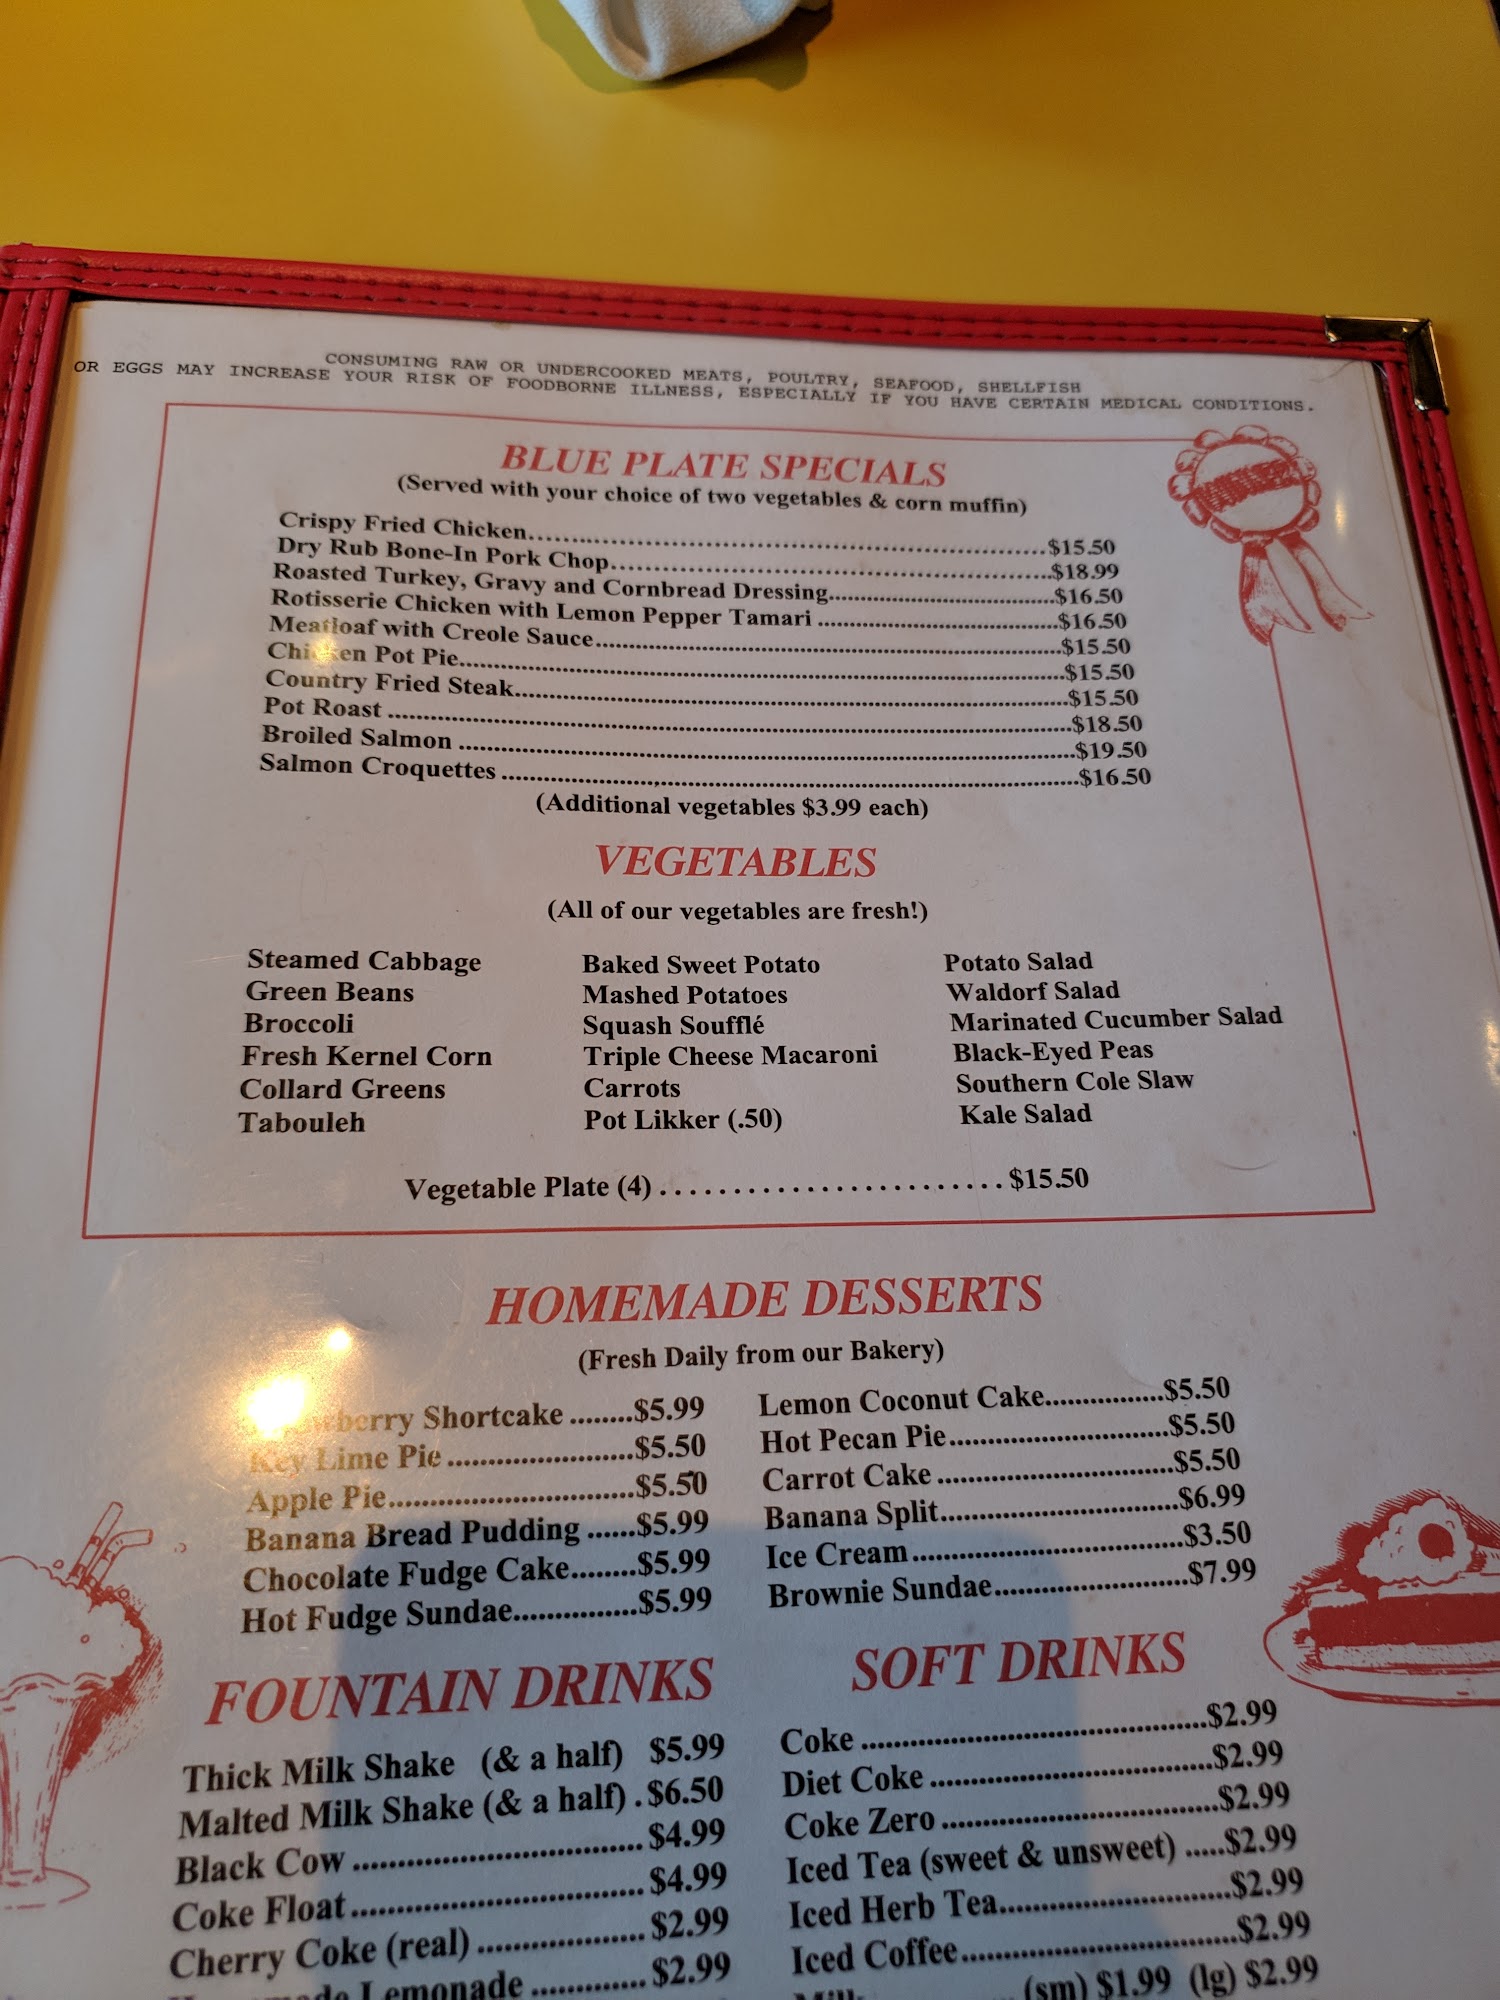 CONSUMING RAW OR UNDERCOOKED MEATS, POULTRY, SEAFOOD, SHELLFISH
OR EGGS MAY INCREASE YOUR RISK OF FOODBORNE ILLNESS, ESPECIALLY IF YOU HAVE CERTAIN MEDICAL CONDITIONS.
BLUE PLATE SPECIALS
(Served with your choice of two vegetables & corn muffin)
Crispy Fried Chicken $15.50
Dry Rub Bone-In Pork Chop $18.99
Roasted Turkey, Gravy and Cornbread Dressing $16.50
Rotisserie Chicken with Lemon Pepper Tamari $16.50
Meatloaf with Creole Sauce $15.50
Chicken Pot Pie $15.50
Country Fried Steak $15.50
Pot Roast $18.50
Broiled Salmon $19.50
Salmon Croquettes $16.50
(Additional vegetables $3.99 each)
VEGETABLES
(All of our vegetables are fresh!)
Steamed Cabbage
Green Beans
Broccoli
Fresh Kernel Corn
Collard Greens
Tabouleh
Baked Sweet Potato
Mashed Potatoes
Squash Soufflé
Triple Cheese Macaroni
Carrots
Pot Likker (.50)
Potato Salad
Waldorf Salad
Marinated Cucumber Salad
Black-Eyed Peas
Southern Cole Slaw
Kale Salad
Vegetable Plate (4) $15.50
HOMEMADE DESSERTS
(Fresh Daily from our Bakery)
Shortcake $5.99
Key Lime Pie $5.50
Apple Pie $5.50
Banana Bread Pudding $5.99
Chocolate Fudge Cake $5.99
Hot Fudge Sundae $5.99
Lemon Coconut Cake $5.50
Hot Pecan Pie $5.50
Carrot Cake $5.50
Banana Split $6.99
Ice Cream $3.50
Brownie Sundae $7.99
FOUNTAIN DRINKS
Thick Milk Shake (& a half) $5.99
Malted Milk Shake (& a half) $6.50
Black Cow $4.99
Coke Float $4.99
Cherry Coke (real) $2.99
Lemonade $2.99
SOFT DRINKS
Coke $2.99
Diet Coke $2.99
Coke Zero $2.99
Iced Tea (sweet & unsweet) $2.99
Iced Herb Tea $2.99
Iced Coffee $2.99
(sm) $1.99 (lg) $2.99